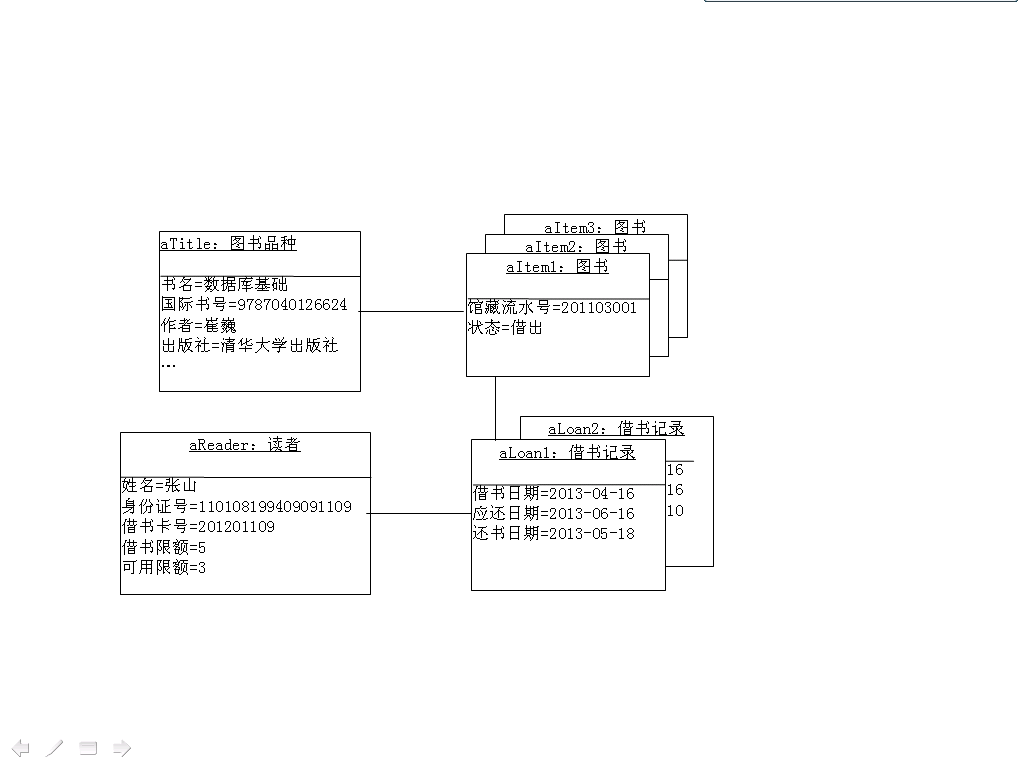 aTitle: 图书品种
书名=数据库基础
国际书号=9787040126624
作者=崔巍
出版社=清华大学出版社
...
aItem3: 图书
aItem2: 图书
aItem1: 图书
馆藏流水号=201103001
状态=借出
aReader: 读者
姓名=张山
身份证号=110108199409091109
借书卡号=201201109
借书限额=5
可用限额=3
aLoan2: 借书记录
16
16
10
aLoan1: 借书记录
借书日期=2013-04-16
应还日期=2013-06-16
还书日期=2013-05-18